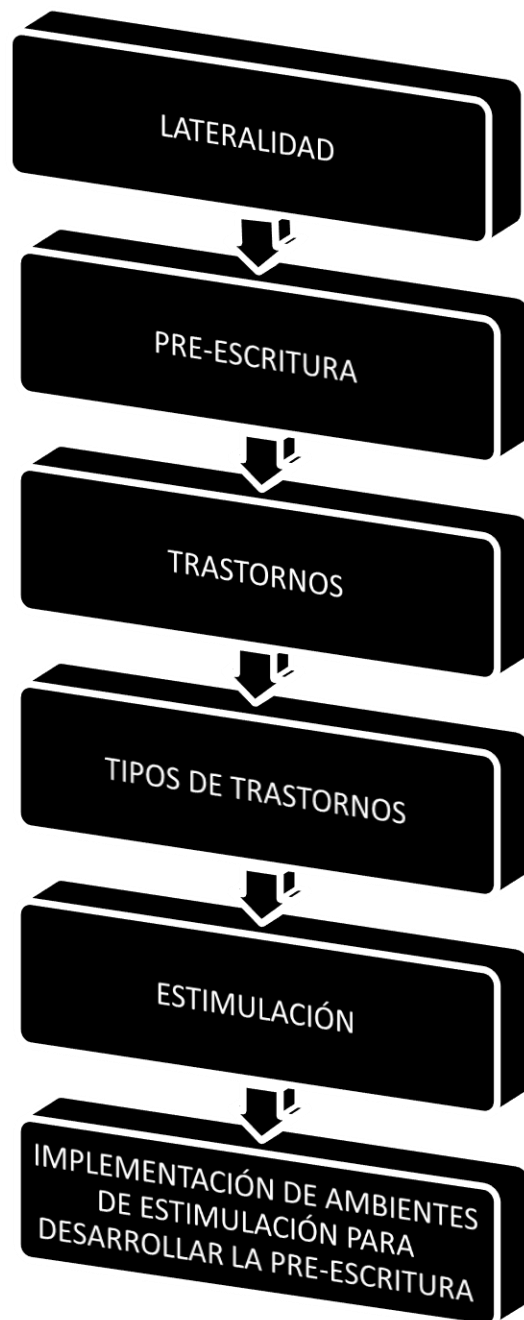 LATERALIDAD
PRE-ESCRITURA
TRASTORNOS
TIPOS DE TRASTORNOS
ESTIMULACIÓN
IMPLEMENTACIÓN DE AMBIENTES
DE ESTIMULACIÓN PARA
DESARROLLAR LA PRE-ESCRITURA